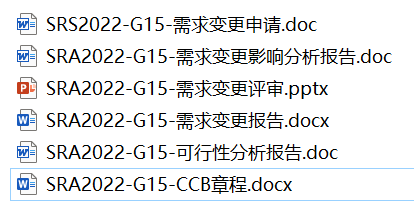 SRS2022-G15-需求变更申请.doc
SRA2022-G15-需求变更影响分析报告.doc
SRA2022-G15-需求变更评审.pptx
SRA2022-G15-需求变更报告.docx
SRA2022-G15-可行性分析报告.doc
SRA2022-G15-CCB章程.docx